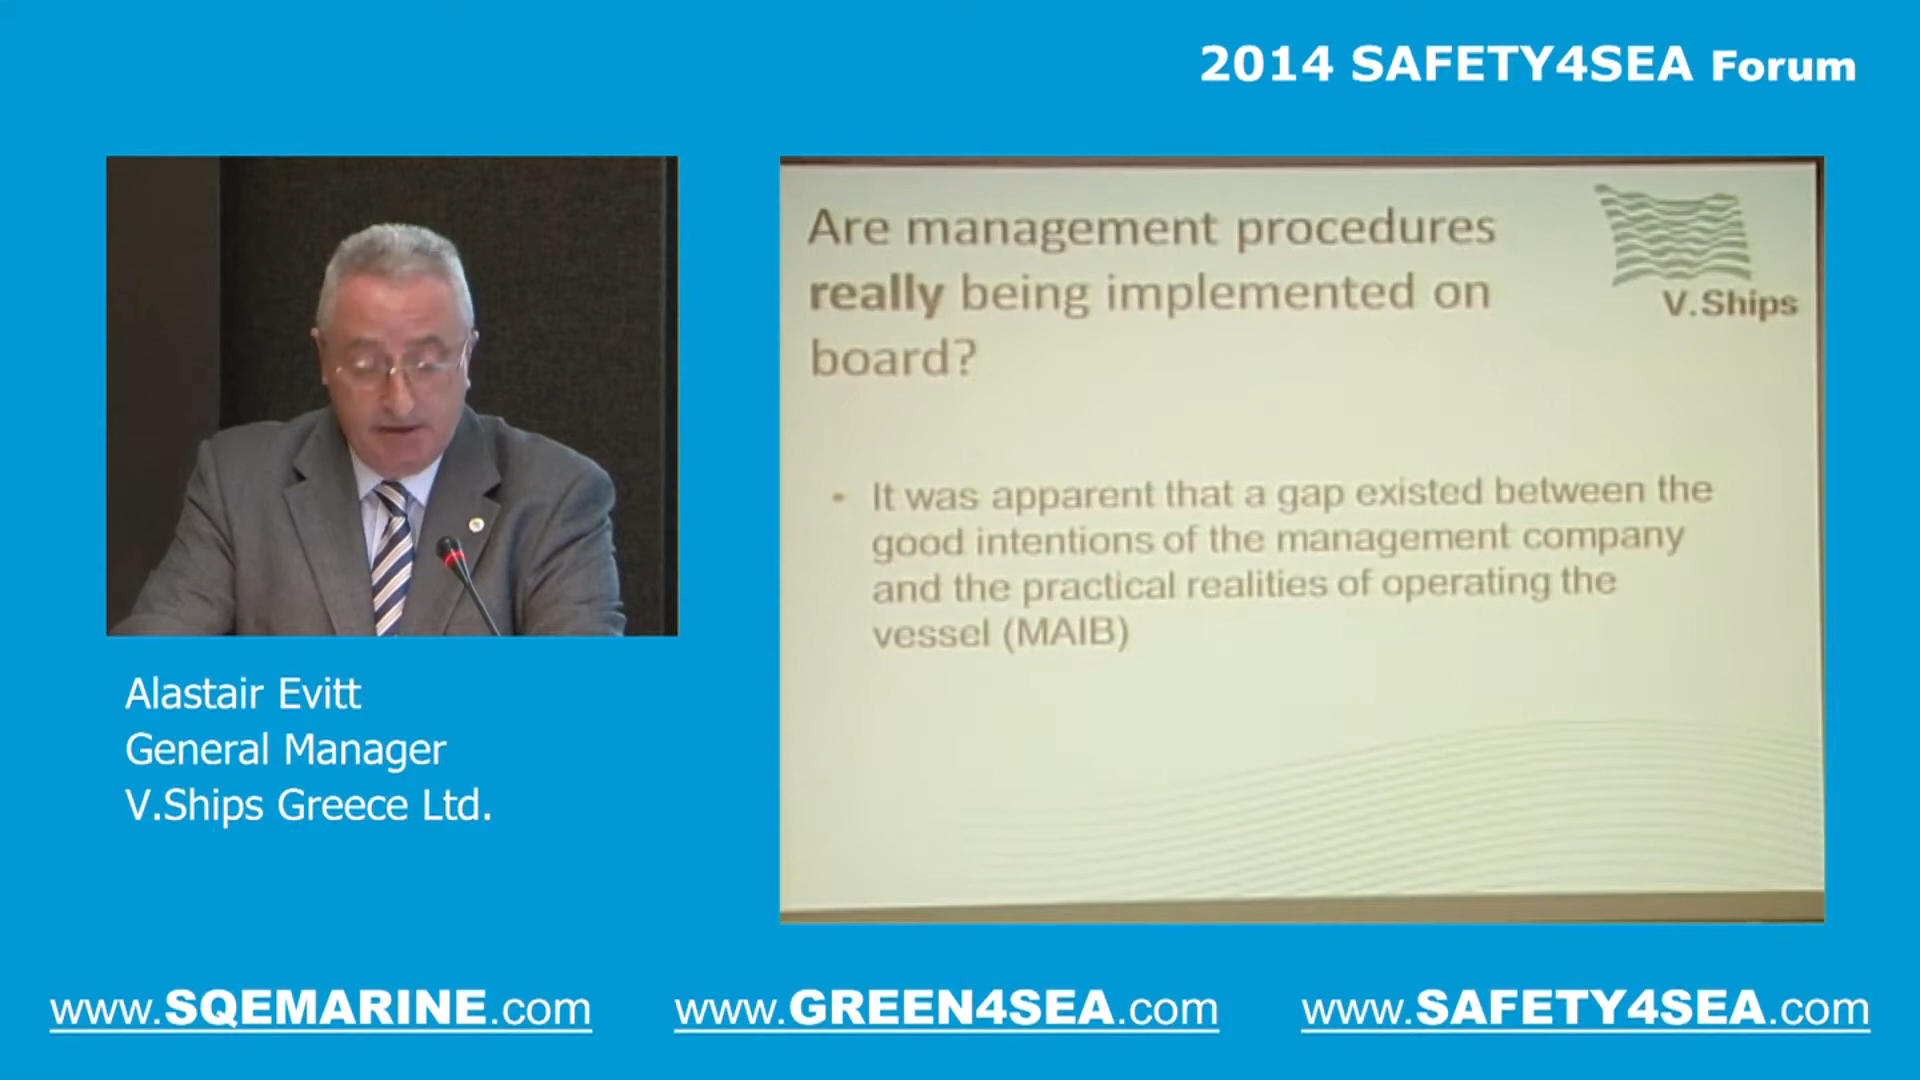 2014 SAFETY4SEA Forum
Are management procedures
really being implemented on
board?
V.Ships
• It was apparent that a gap existed between the
good intentions of the management company
and the practical realities of operating the
vessel (MAIB)
Alastair Evitt
General Manager
V.Ships Greece Ltd.
www.SQEMARINE.com
www.GREEN4SEA.com
www.SAFETY4SEA.com